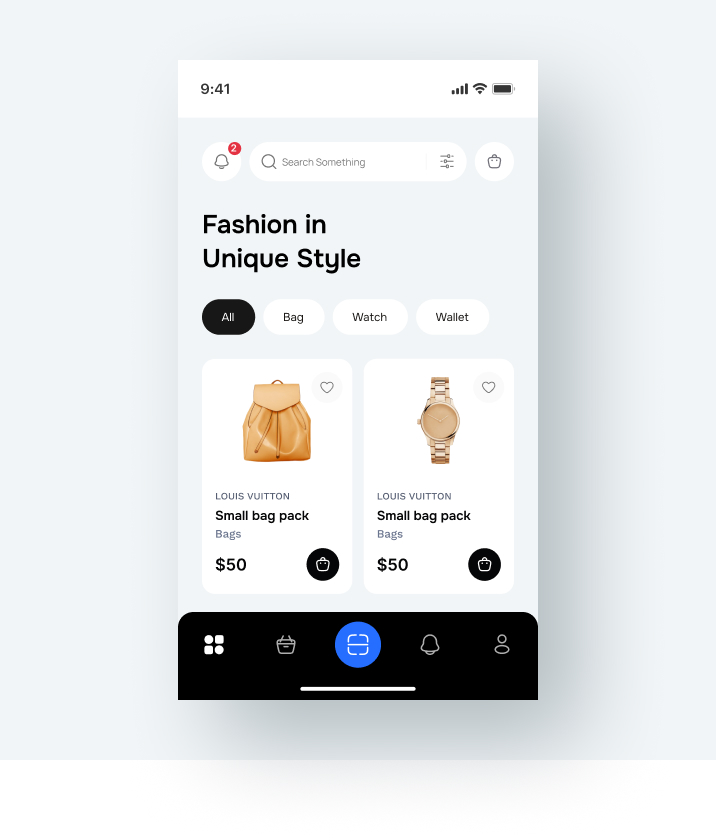 9:41
2
Search Something
Fashion in
Unique Style
All
Bag
Watch
Wallet
LOUIS VUITTON
Small bag pack
Bags
$50
LOUIS VUITTON
Small bag pack
Bags
$50